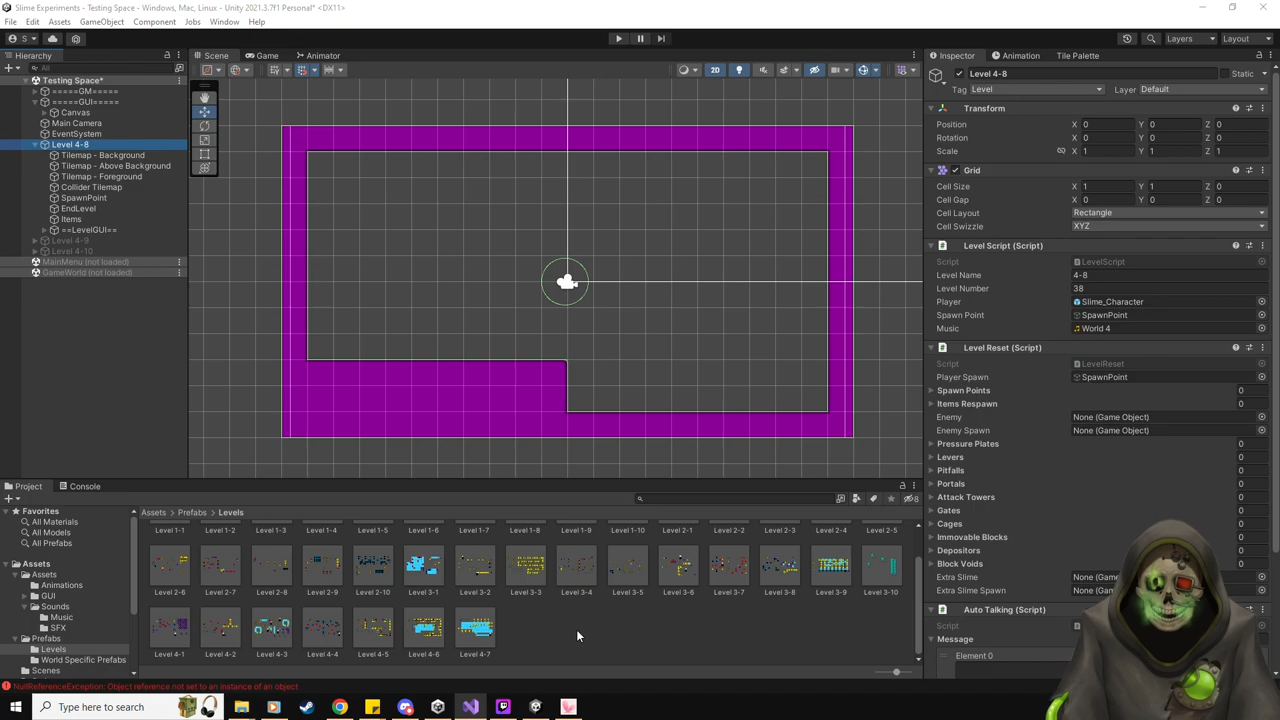 Slime Experiments - Testing Space - Windows, Mac, Linux - Unity 2021.3.7f1 Personal* <DX11>
File Edit Assets GameObject Component Jobs Window Help
S Layers Layout
Hierarchy
All
Testing Space*
=====GM=====
=====GUI=====
Canvas
Main Camera
EventSystem
Level 4-8
Tilemap - Background
Tilemap - Above Background
Tilemap - Foreground
Collider Tilemap
SpawnPoint
EndLevel
Items
==LevelGUI==
Level 4-9
Level 4-10
MainMenu (not loaded)
GameWorld (not loaded)
Scene Game Animator
2D
Project Console
Favorites
All Materials
All Models
All Prefabs
Assets
Assets
Animations
GUI
Sounds
Music
SFX
Prefabs
Levels
World Specific Prefabs
Scenes
Assets > Prefabs > Levels
8
Level 1-1 Level 1-2 Level 1-3 Level 1-4 Level 1-5 Level 1-6 Level 1-7 Level 1-8 Level 1-9 Level 1-10 Level 2-1 Level 2-2 Level 2-3 Level 2-4 Level 2-5
Level 2-6 Level 2-7 Level 2-8 Level 2-9 Level 2-10 Level 3-1 Level 3-2 Level 3-3 Level 3-4 Level 3-5 Level 3-6 Level 3-7 Level 3-8 Level 3-9 Level 3-10
Level 4-1 Level 4-2 Level 4-3 Level 4-4 Level 4-5 Level 4-6 Level 4-7
NullReferenceException: Object reference not set to an instance of an object
Type here to search
Inspector Animation Tile Palette
Level 4-8 Static
Tag Level Layer Default
Transform
Position X 0 Y 0 Z 0
Rotation X 0 Y 0 Z 0
Scale X 1 Y 1 Z 1
Grid
Cell Size X 1 Y 1 Z 0
Cell Gap X 0 Y 0 Z 0
Cell Layout Rectangle
Cell Swizzle XYZ
Level Script (Script)
Script LevelScript
Level Name 4-8
Level Number 38
Player Slime_Character
Spawn Point SpawnPoint
Music World 4
Level Reset (Script)
Script LevelReset
Player Spawn SpawnPoint
Spawn Points 0
Items Respawn 0
Enemy None (Game Object)
Enemy Spawn None (Game Object)
Pressure Plates 0
Levers 0
Pitfalls 0
Portals 0
Attack Towers 0
Gates 0
Cages 0
Immovable Blocks 0
Depositors 0
Block Voids 0
Extra Slime None (Gam
Extra Slime Spawn None (Gam
Auto Talking (Script)
Script
Message
Element 0